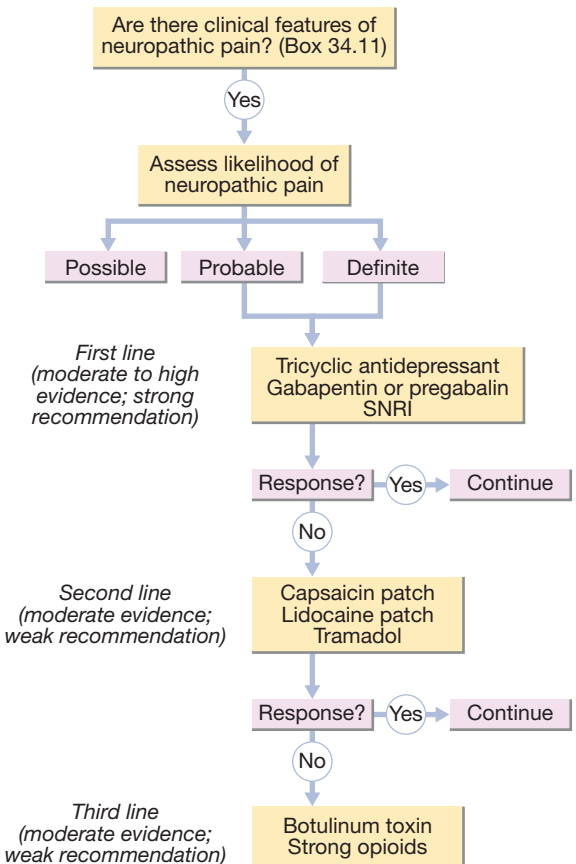 Are there clinical features of
neuropathic pain? (Box 34.11)
Yes
Assess likelihood of
neuropathic pain
Possible
Probable
Definite
First line
(moderate to high
evidence; strong
recommendation)
Tricyclic antidepressant
Gabapentin or pregabalin
SNRI
Response?
Yes
Continue
No
Second line
(moderate evidence;
weak recommendation)
Capsaicin patch
Lidocaine patch
Tramadol
Response?
Yes
Continue
No
Third line
(moderate evidence;
weak recommendation)
Botulinum toxin
Strong opioids